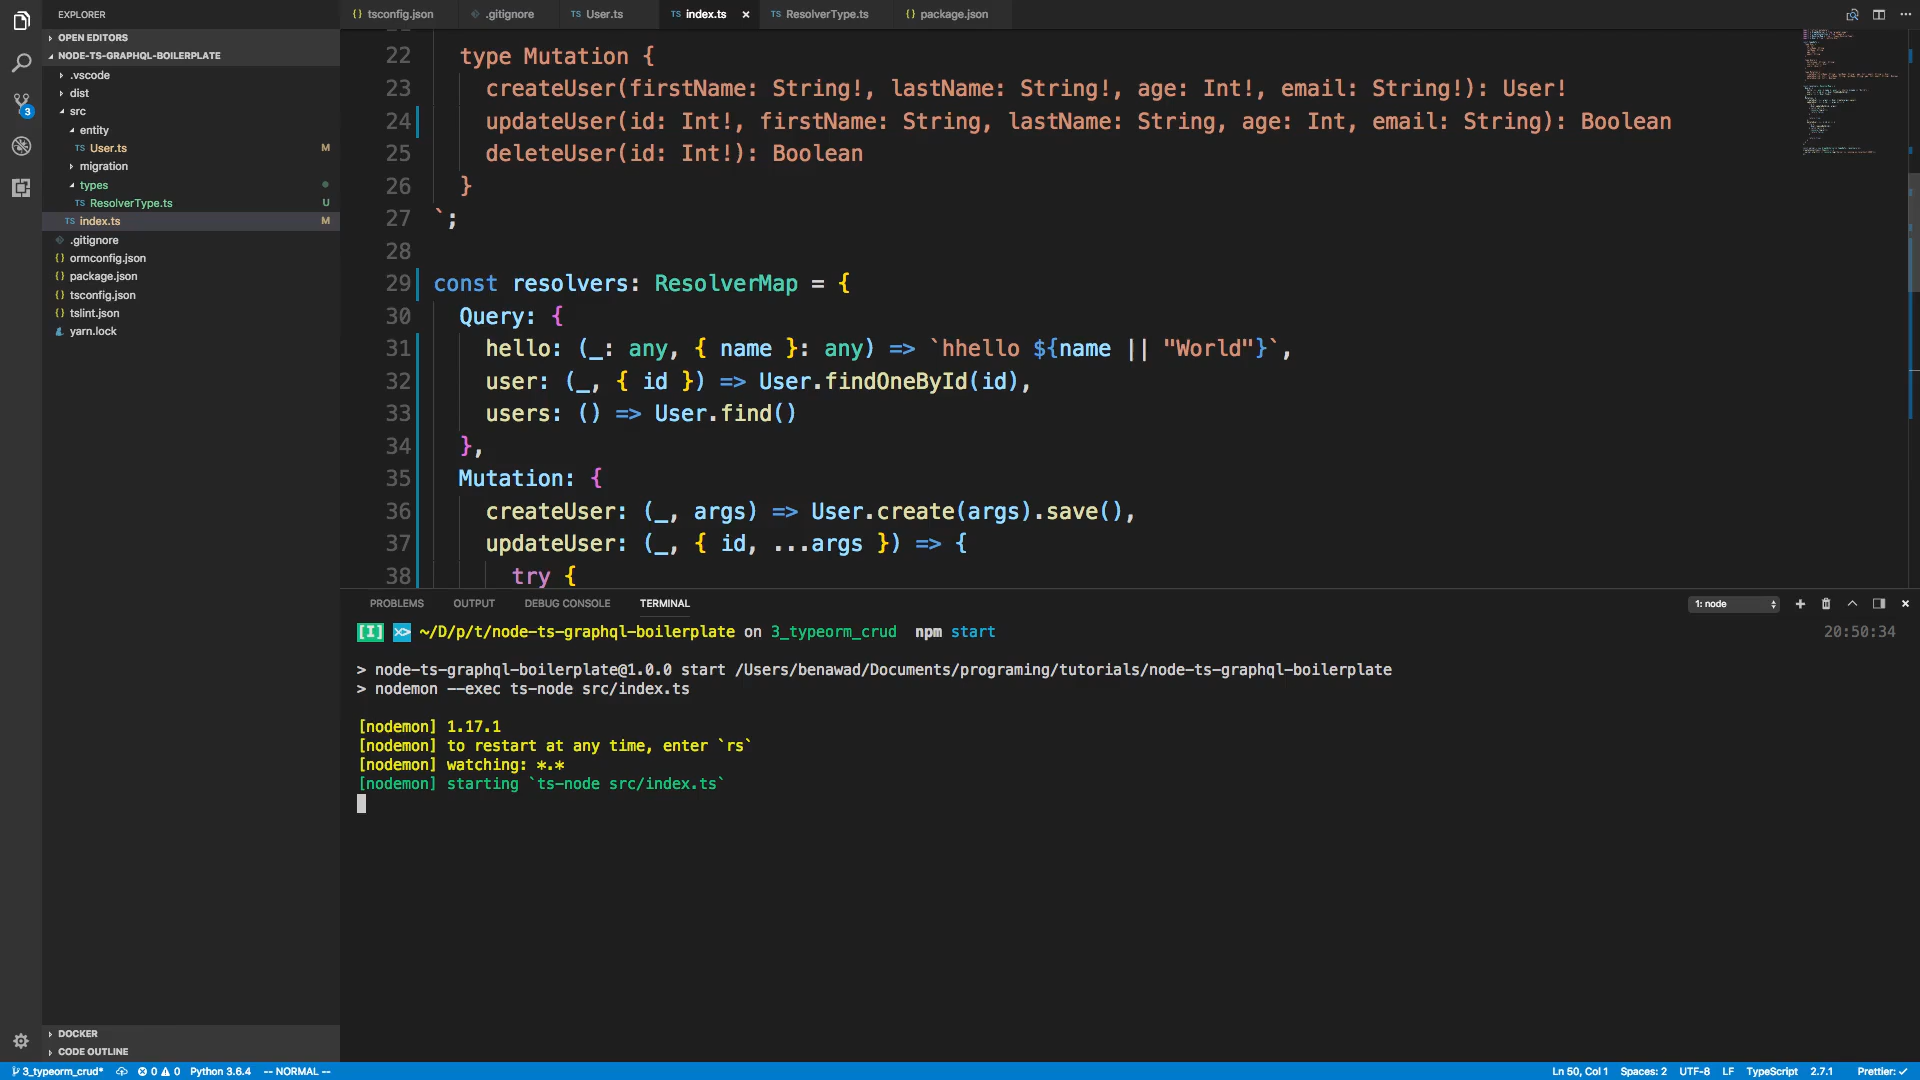 EXPLORER
OPEN EDITORS
NODE-TS-GRAPHQL-BOILERPLATE
.vscode
dist
src
entity
TS User.ts M
migration
types
TS ResolverType.ts U
TS index.ts M
.gitignore
{} ormconfig.json
{} package.json
{} tsconfig.json
{} tslint.json
yarn.lock
DOCKER
CODE OUTLINE
3
{} tsconfig.json .gitignore TS User.ts TS index.ts × TS ResolverType.ts {} package.json
22 type Mutation {
23 createUser(firstName: String!, lastName: String!, age: Int!, email: String!): User!
24 updateUser(id: Int!, firstName: String, lastName: String, age: Int, email: String): Boolean
25 deleteUser(id: Int!): Boolean
26 }
27 `;
28
29 const resolvers: ResolverMap = {
30 Query: {
31 hello: (_: any, { name }: any) => `hhello ${name || "World"}`,
32 user: (_, { id }) => User.findOneById(id),
33 users: () => User.find()
34 },
35 Mutation: {
36 createUser: (_, args) => User.create(args).save(),
37 updateUser: (_, { id, ...args }) => {
38 try {
PROBLEMS OUTPUT DEBUG CONSOLE TERMINAL 1: node
[I] ~/D/p/t/node-ts-graphql-boilerplate on 3_typeorm_crud npm start 20:50:34
> node-ts-graphql-boilerplate@1.0.0 start /Users/benawad/Documents/programing/tutorials/node-ts-graphql-boilerplate
> nodemon --exec ts-node src/index.ts
[nodemon] 1.17.1
[nodemon] to restart at any time, enter `rs`
[nodemon] watching: *.*
[nodemon] starting `ts-node src/index.ts`
3_typeorm_crud* 0 0 Python 3.6.4 -- NORMAL -- Ln 50, Col 1 Spaces: 2 UTF-8 LF TypeScript 2.7.1 Prettier: ✓